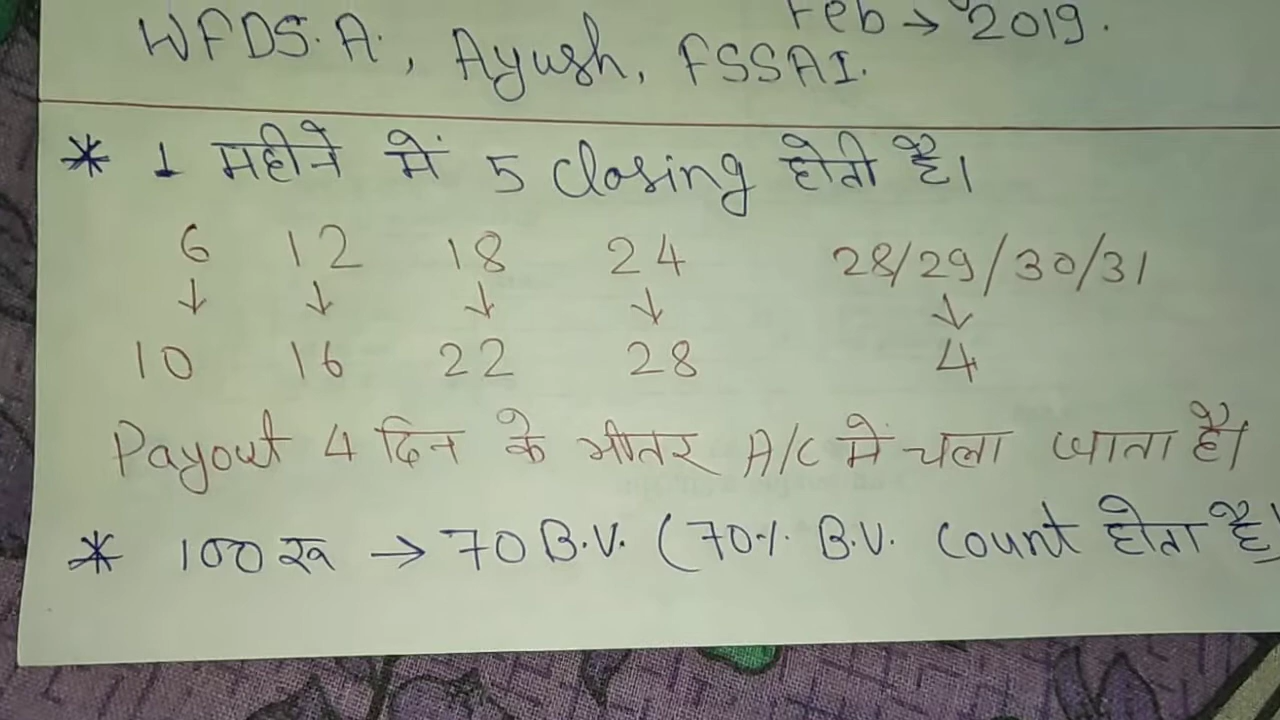 Feb → 2019.
WFDS.A., Ayush, FSSAI.
* 1 महीने में 5 closing होती है।
6 12 18 24 28/29/30/31
↓ ↓ ↓ ↓ ↓
10 16 22 28 4
Payout 4 दिन के भीतर A/C में चला जाता है।
* 100 रू → 70 B.V. (70% B.V. Count होता है)